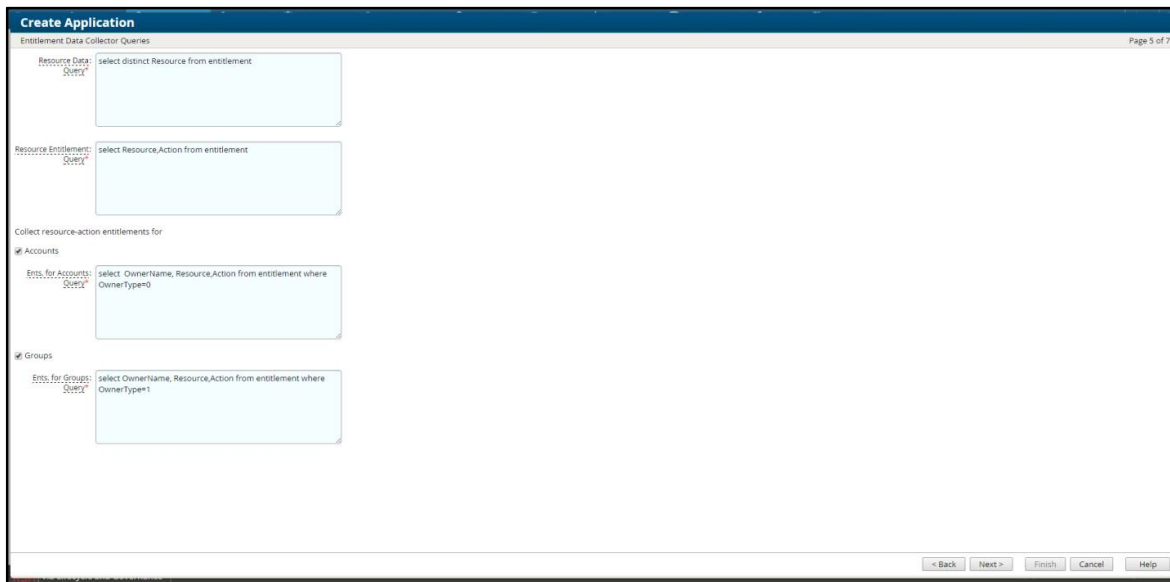 Create Application
Entitlement Data Collector Queries
Page 5 of 7
Resource Data: select distinct Resource from entitlement
Query*
Resource Entitlement: select Resource,Action from entitlement
Query*
Collect resource-action entitlements for
Accounts
Ents. for Accounts: select OwnerName, Resource,Action from entitlement where
Query* OwnerType=0
Groups
Ents. for Groups: select OwnerName, Resource,Action from entitlement where
Query* OwnerType=1
< Back Next > Finish Cancel Help